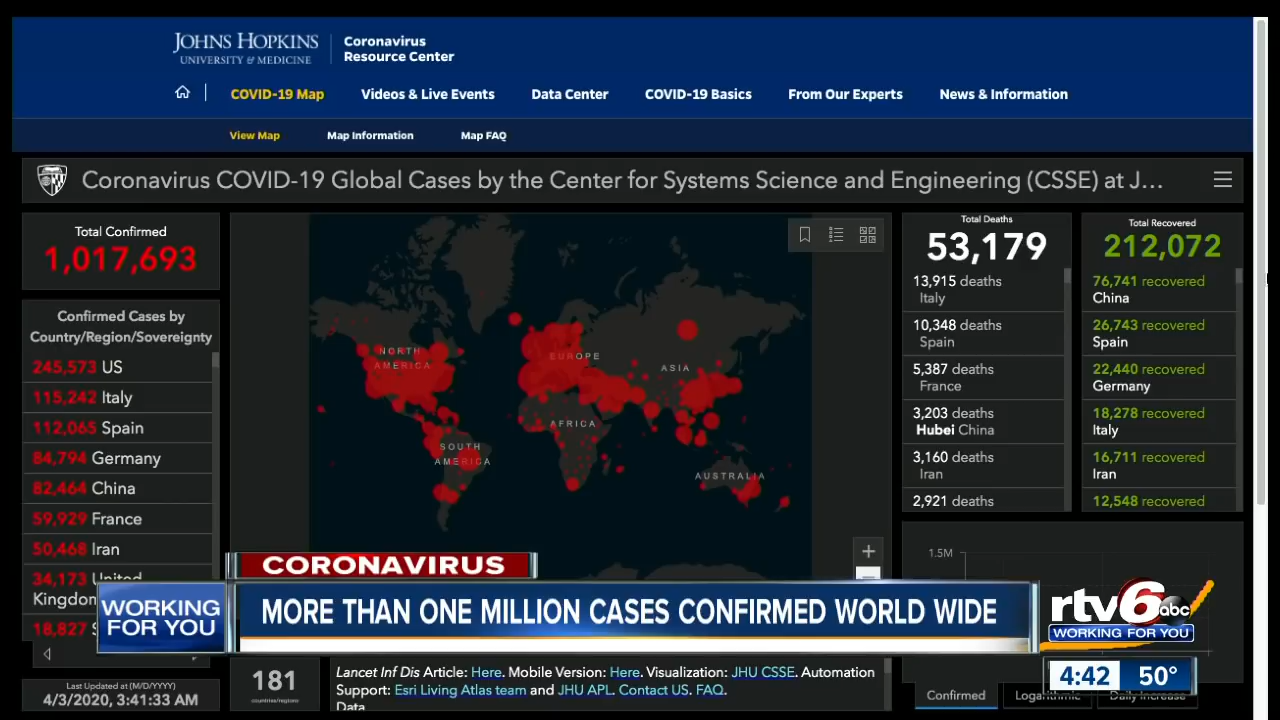 JOHNS HOPKINS
UNIVERSITY & MEDICINE
Coronavirus
Resource Center
COVID-19 Map
Videos & Live Events
Data Center
COVID-19 Basics
From Our Experts
News & Information
View Map
Map Information
Map FAQ
Coronavirus COVID-19 Global Cases by the Center for Systems Science and Engineering (CSSE) at J...
Total Confirmed
1,017,693
Confirmed Cases by
Country/Region/Sovereignty
245,573 US
115,242 Italy
112,065 Spain
84,794 Germany
82,464 China
59,929 France
50,468 Iran
34,173 United
Kingdom
18,827 S
Last Updated at (M/D/YYYY)
4/3/2020, 3:41:33 AM
NORTH
AMERICA
SOUTH
AMERICA
EUROPE
AFRICA
ASIA
AUSTRALIA
Total Deaths
53,179
13,915 deaths
Italy
10,348 deaths
Spain
5,387 deaths
France
3,203 deaths
Hubei China
3,160 deaths
Iran
2,921 deaths
Total Recovered
212,072
76,741 recovered
China
26,743 recovered
Spain
22,440 recovered
Germany
18,278 recovered
Italy
16,711 recovered
Iran
12,548 recovered
1.5M
CORONAVIRUS
WORKING
FOR YOU
MORE THAN ONE MILLION CASES CONFIRMED WORLD WIDE
rtv6 abc
WORKING FOR YOU
4:42 50°
181
countries/regions
Lancet Inf Dis Article: Here. Mobile Version: Here. Visualization: JHU CSSE. Automation
Support: Esri Living Atlas team and JHU APL. Contact US. FAQ.
Data
Confirmed
Logarithmic
Daily Increase